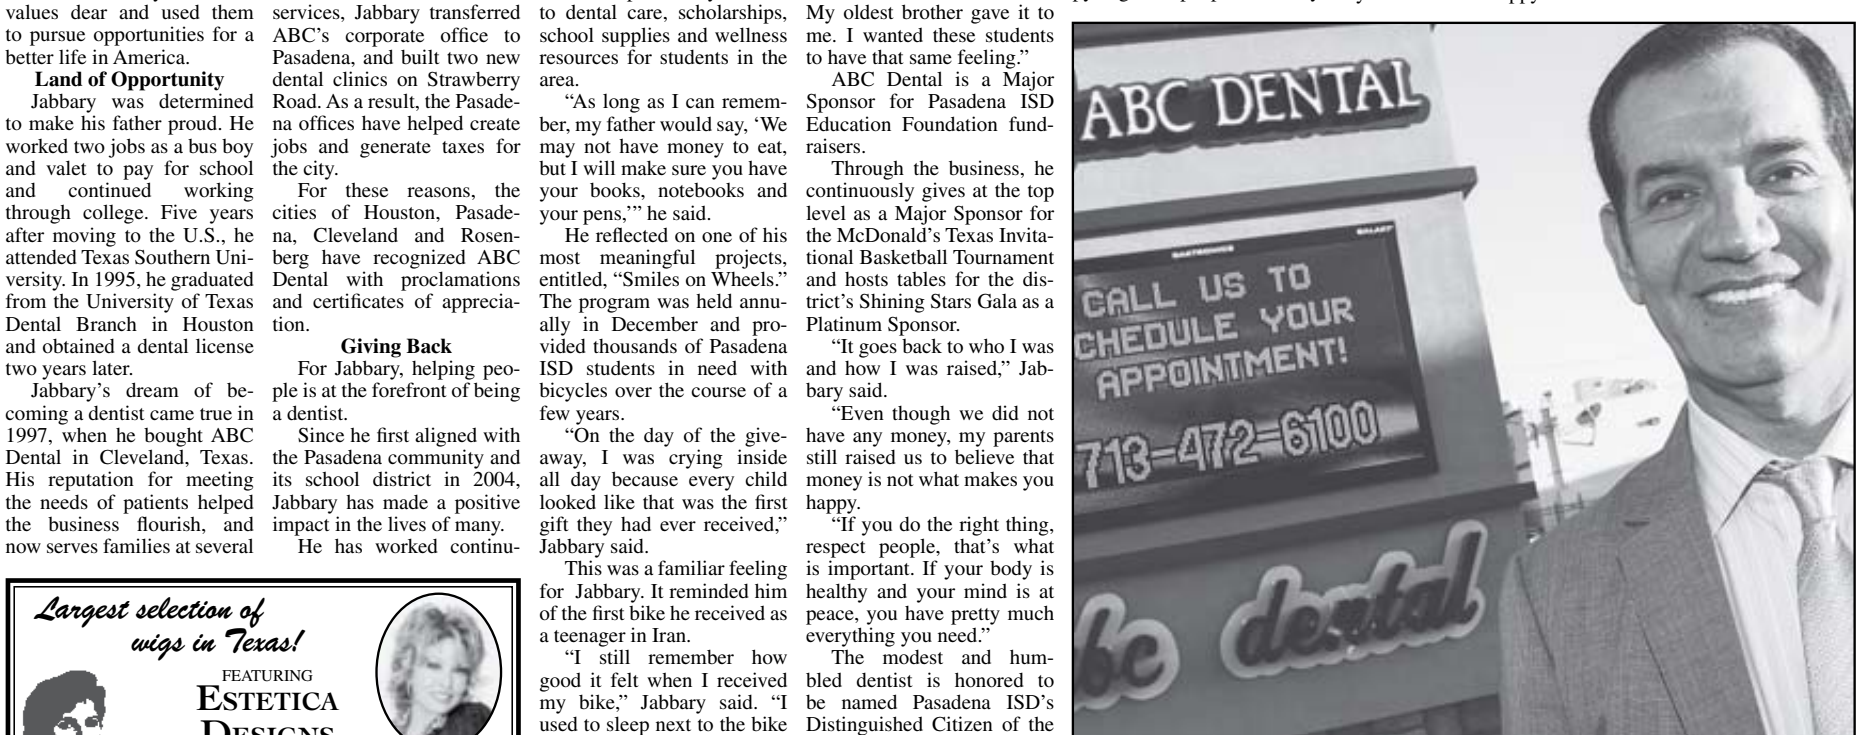 values dear and used them
to pursue opportunities for a
better life in America.
Land of Opportunity
Jabbary was determined
to make his father proud. He
worked two jobs as a bus boy
and valet to pay for school
and continued working
through college. Five years
after moving to the U.S., he
attended Texas Southern Uni-
versity. In 1995, he graduated
from the University of Texas
Dental Branch in Houston
and obtained a dental license
two years later.
Jabbary's dream of be-
coming a dentist came true in
1997, when he bought ABC
Dental in Cleveland, Texas.
His reputation for meeting
the needs of patients helped
the business flourish, and
now serves families at several
services, Jabbary transferred
ABC's corporate office to
Pasadena, and built two new
dental clinics on Strawberry
Road. As a result, the Pasade-
na offices have helped create
jobs and generate taxes for
the city.
For these reasons, the
cities of Houston, Pasade-
na, Cleveland and Rosen-
berg have recognized ABC
Dental with proclamations
and certificates of apprecia-
tion.
Giving Back
For Jabbary, helping peo-
ple is at the forefront of being
a dentist.
Since he first aligned with
the Pasadena community and
its school district in 2004,
Jabbary has made a positive
impact in the lives of many.
He has worked continu-
to dental care, scholarships,
school supplies and wellness
resources for students in the
area.
“As long as I can remem-
ber, my father would say, ‘We
may not have money to eat,
but I will make sure you have
your books, notebooks and
your pens,’” he said.
He reflected on one of his
most meaningful projects,
entitled, “Smiles on Wheels.”
The program was held annu-
ally in December and pro-
vided thousands of Pasadena
ISD students in need with
bicycles over the course of a
few years.
“On the day of the give-
away, I was crying inside
all day because every child
looked like that was the first
gift they had ever received,”
Jabbary said.
This was a familiar feeling
for Jabbary. It reminded him
of the first bike he received as
a teenager in Iran.
“I still remember how
good it felt when I received
my bike,” Jabbary said. “I
used to sleep next to the bike
My oldest brother gave it to
me. I wanted these students
to have that same feeling.”
ABC Dental is a Major
Sponsor for Pasadena ISD
Education Foundation fund-
raisers.
Through the business, he
continuously gives at the top
level as a Major Sponsor for
the McDonald's Texas Invita-
tional Basketball Tournament
and hosts tables for the dis-
trict's Shining Stars Gala as a
Platinum Sponsor.
“It goes back to who I was
and how I was raised,” Jab-
bary said.
“Even though we did not
have any money, my parents
still raised us to believe that
money is not what makes you
happy.
“If you do the right thing,
respect people, that's what
is important. If your body is
healthy and your mind is at
peace, you have pretty much
everything you need.”
The modest and hum-
bled dentist is honored to
be named Pasadena ISD's
Distinguished Citizen of the
ABC DENTAL
GALAXY
DAKTRONICS
CALL US TO
CHEDULE YOUR
APPOINTMENT!
713-472-6100
bc dental
Largest selection of
wigs in Texas!
FEATURING
ESTETICA
DESIGNS